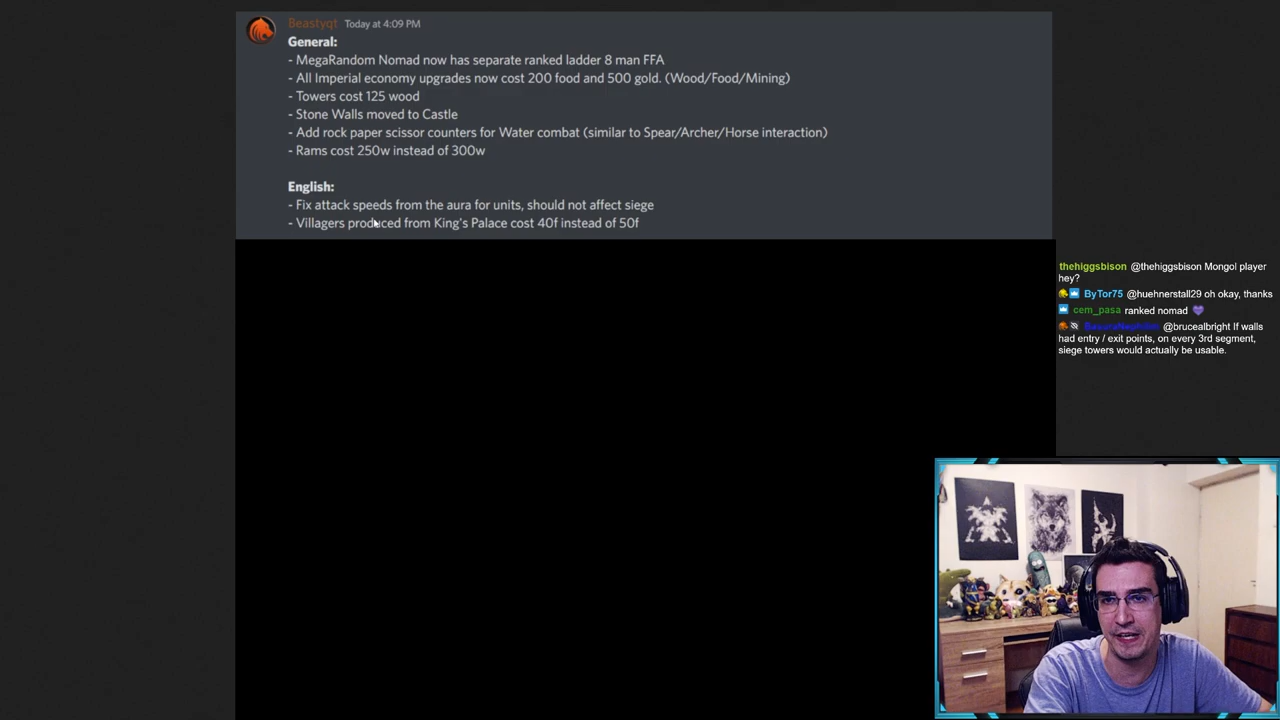 Beastyqt Today at 4:09 PM
General:
- MegaRandom Nomad now has separate ranked ladder 8 man FFA
- All Imperial economy upgrades now cost 200 food and 500 gold. (Wood/Food/Mining)
- Towers cost 125 wood
- Stone Walls moved to Castle
- Add rock paper scissor counters for Water combat (similar to Spear/Archer/Horse interaction)
- Rams cost 250w instead of 300w
English:
- Fix attack speeds from the aura for units, should not affect siege
- Villagers produced from King's Palace cost 40f instead of 50f
thehiggsbison @thehiggsbison Mongol player
hey?
ByTor75 @huehnerstall29 oh okay, thanks
cem_pasa ranked nomad
@brucealbright If walls
had entry / exit points, on every 3rd segment,
siege towers would actually be usable.